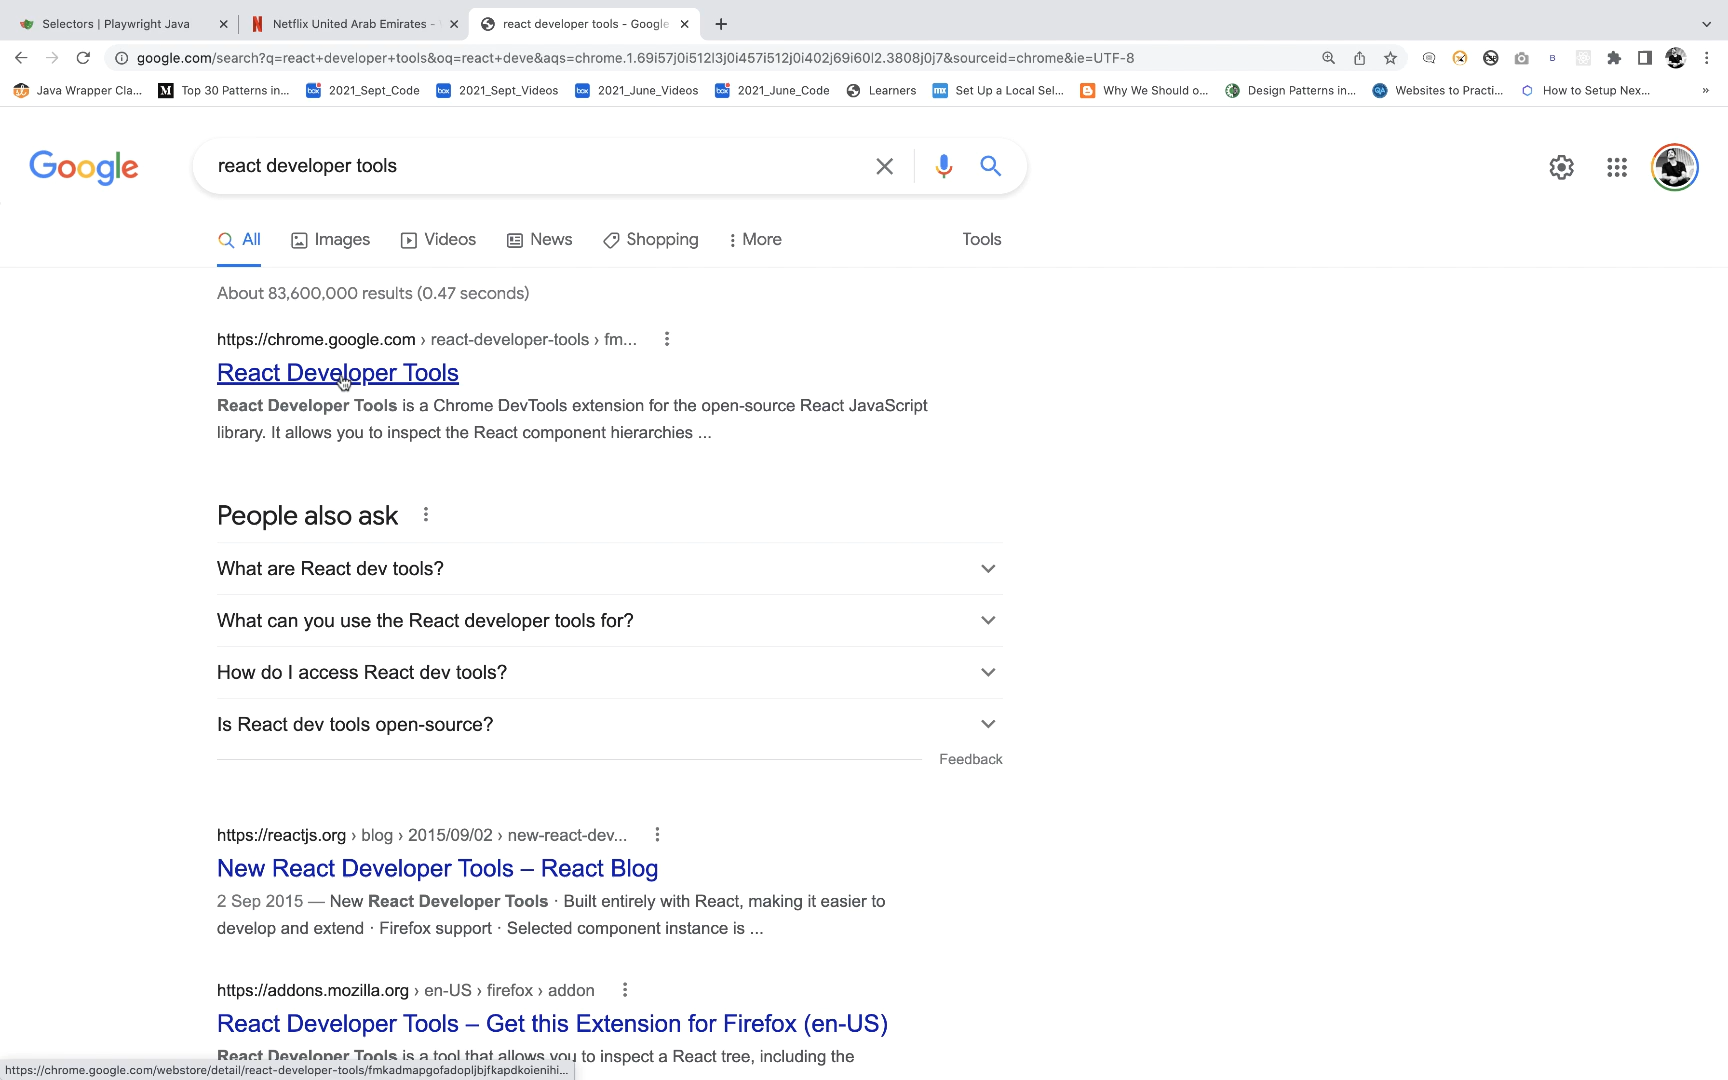 Selectors | Playwright Java
Netflix United Arab Emirates -
react developer tools - Google
google.com/search?q=react+developer+tools&oq=react+deve&aqs=chrome.1.69i57j0i512l3j0i457i512j0i402j69i60l2.3808j0j7&sourceid=chrome&ie=UTF-8
Java Wrapper Cla...
Top 30 Patterns in...
2021_Sept_Code
2021_Sept_Videos
2021_June_Videos
2021_June_Code
Learners
Set Up a Local Sel...
Why We Should o...
Design Patterns in...
Websites to Practi...
How to Setup Nex...
»
Google
react developer tools
All
Images
Videos
News
Shopping
More
Tools
About 83,600,000 results (0.47 seconds)
https://chrome.google.com › react-developer-tools › fm...
React Developer Tools
React Developer Tools is a Chrome DevTools extension for the open-source React JavaScript
library. It allows you to inspect the React component hierarchies ...
People also ask
What are React dev tools?
What can you use the React developer tools for?
How do I access React dev tools?
Is React dev tools open-source?
Feedback
https://reactjs.org › blog › 2015/09/02 › new-react-dev...
New React Developer Tools – React Blog
2 Sep 2015 — New React Developer Tools · Built entirely with React, making it easier to
develop and extend · Firefox support · Selected component instance is ...
https://addons.mozilla.org › en-US › firefox › addon
React Developer Tools – Get this Extension for Firefox (en-US)
React Developer Tools is a tool that allows you to inspect a React tree, including the
https://chrome.google.com/webstore/detail/react-developer-tools/fmkadmapgofadopljbjfkapdkoienihi...